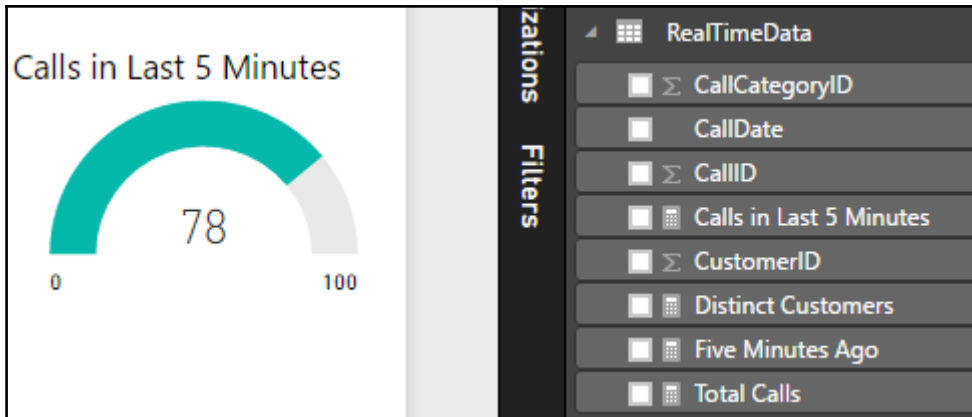 Calls in Last 5 Minutes
78
0
100
Filters
RealTimeData
CallCategoryID
CallDate
CallID
Calls in Last 5 Minutes
CustomerID
Distinct Customers
Five Minutes Ago
Total Calls